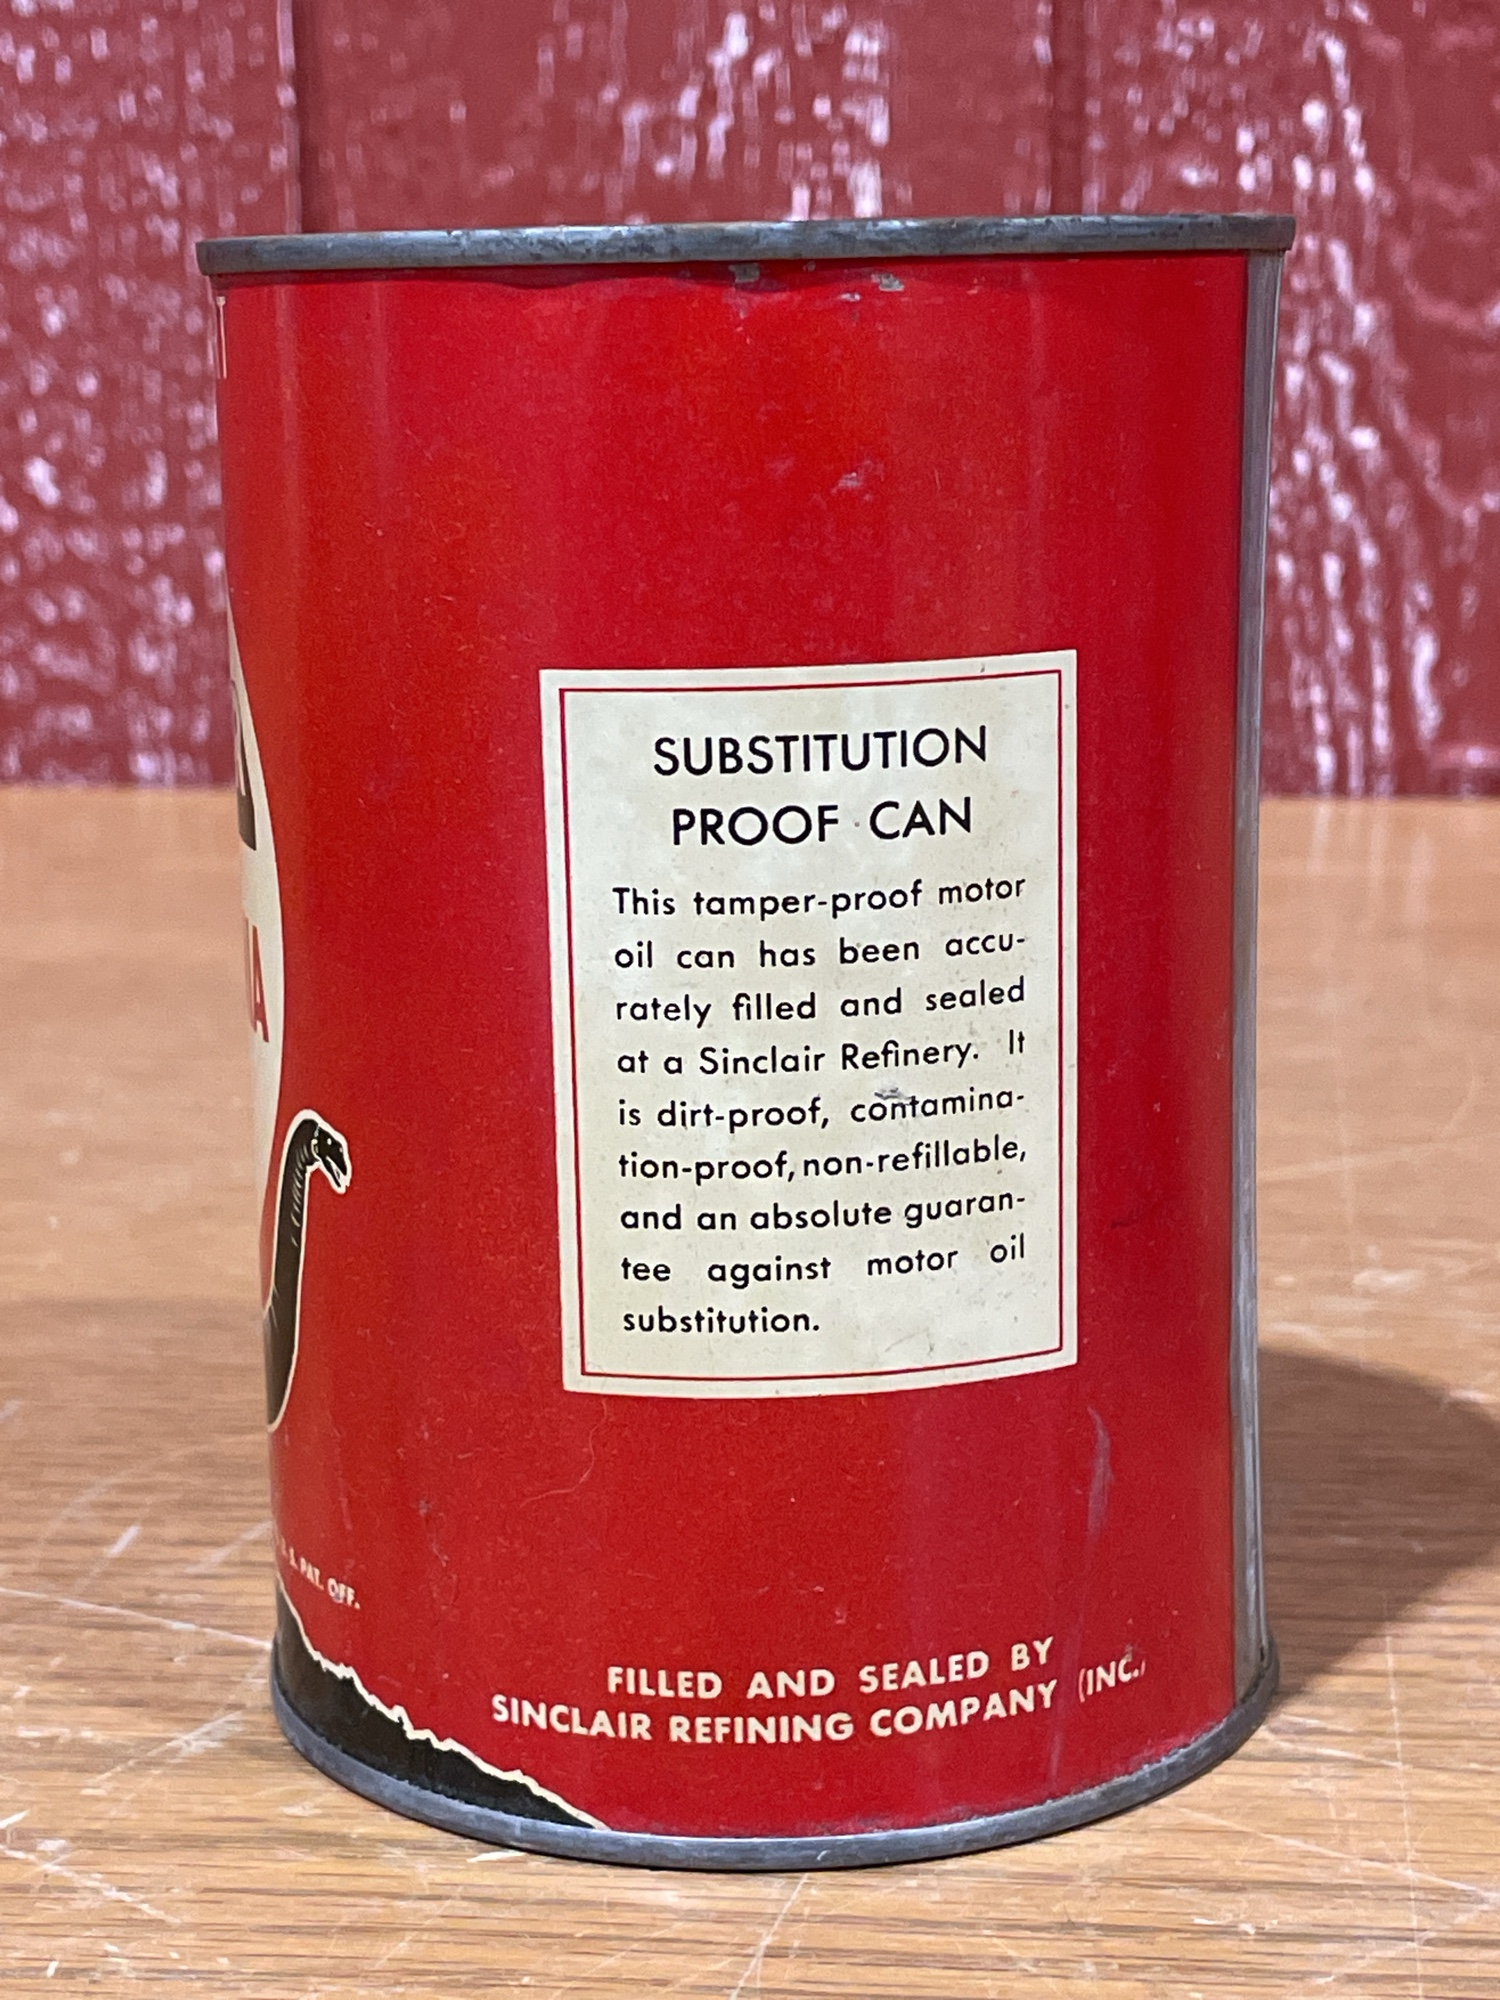 SUBSTITUTION
PROOF CAN
This tamper-proof motor
oil can has been accu-
rately filled and sealed
at a Sinclair Refinery. It
is dirt-proof, contamina-
tion-proof, non-refillable,
and an absolute guaran-
tee against motor oil
substitution.
S. PAT. OFF.
FILLED AND SEALED BY
SINCLAIR REFINING COMPANY (INC.)